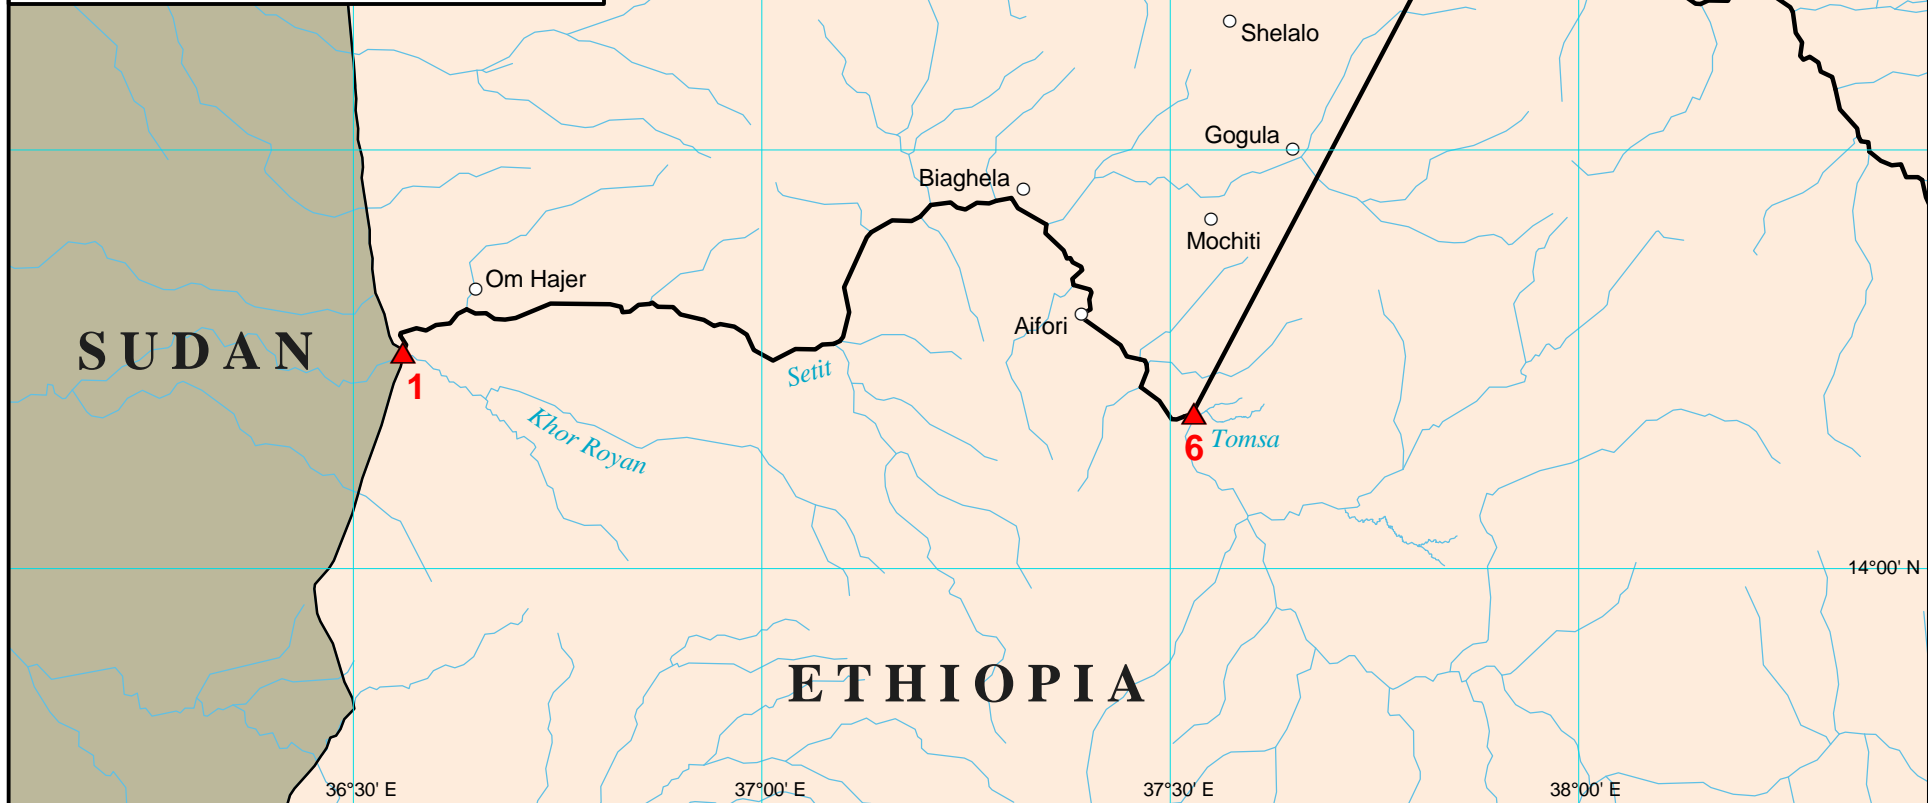 Shelalo
Gogula
Biaghela
Mochiti
Om Hajer
Aifori
SUDAN
1
Setit
Khor Royan
6
Tomsa
14°00' N
ETHIOPIA
36°30' E
37°00' E
37°30' E
38°00' E